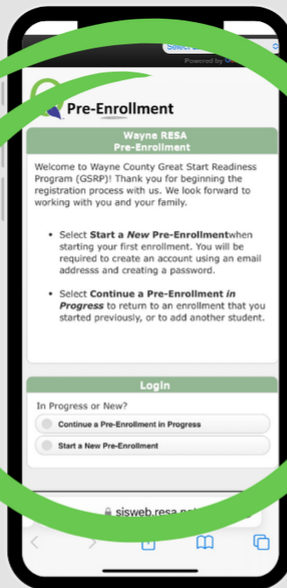 Powered by
Pre-Enrollment
Wayne RESA
Pre-Enrollment
Welcome to Wayne County Great Start Readiness
Program (GSRP)! Thank you for beginning the
registration process with us. We look forward to
working with you and your family.
• Select Start a New Pre-Enrollmentwhen
starting your first enrollment. You will be
required to create an account using an email
addresss and creating a password.
• Select Continue a Pre-Enrollment in
Progress to return to an enrollment that you
started previously, or to add another student.
Login
In Progress or New?
Continue a Pre-Enrollment in Progress
Start a New Pre-Enrollment
sisweb.resa.net